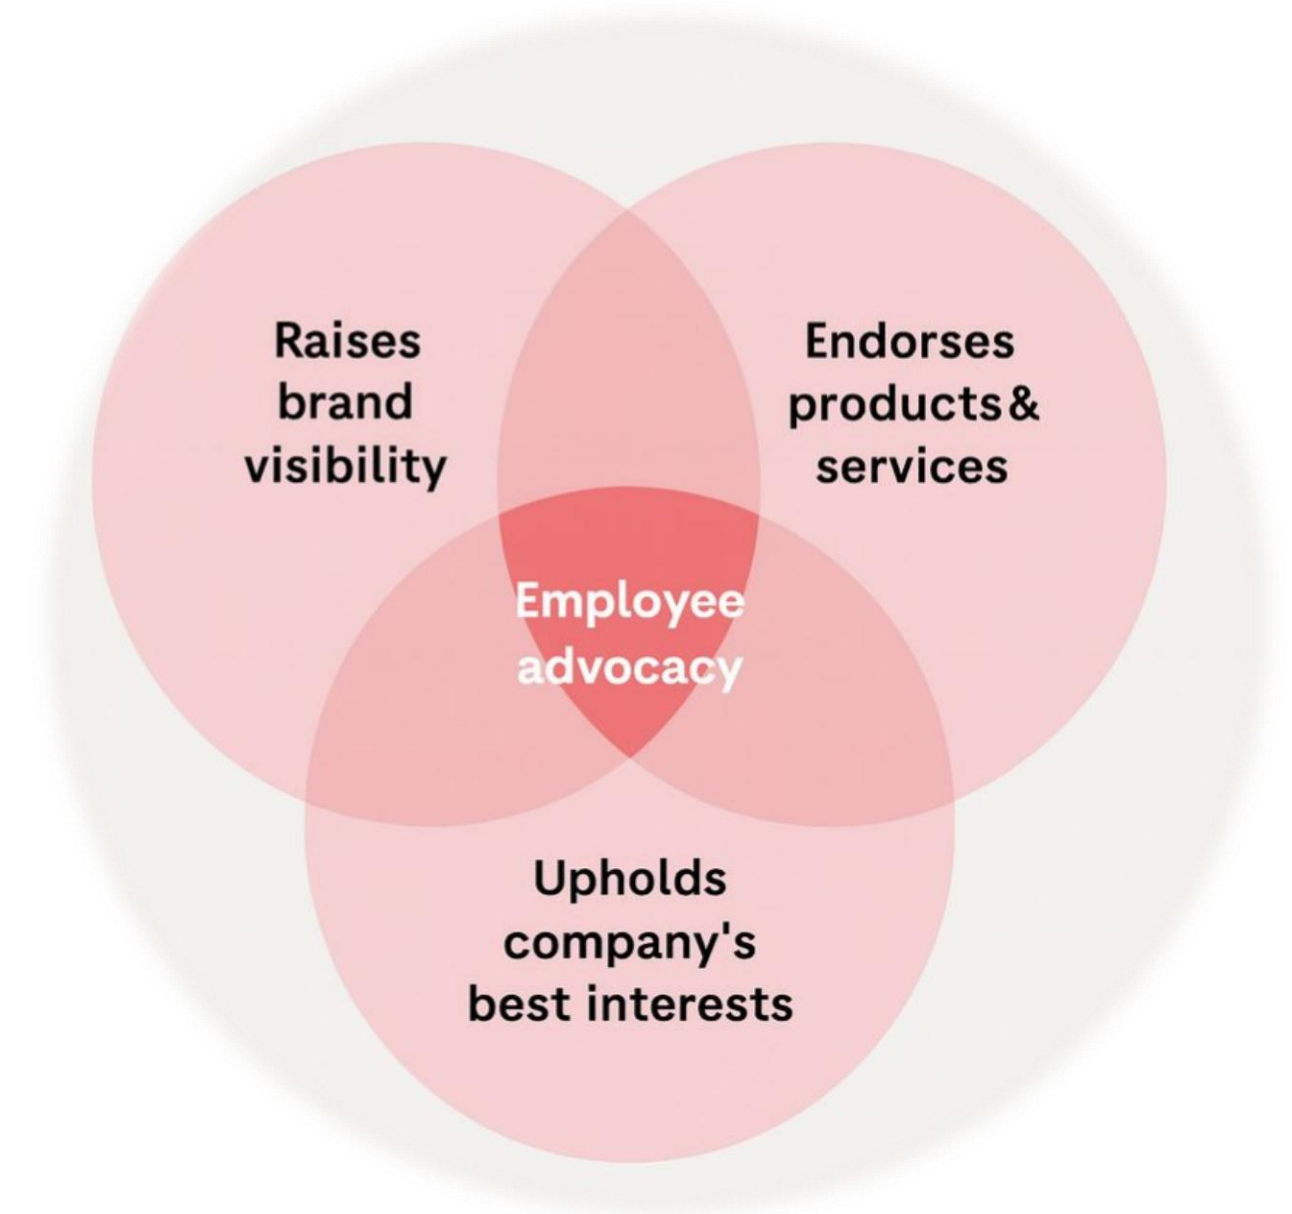 Raises
brand
visibility
Endorses
products &
services
Employee
advocacy
Upholds
company's
best interests